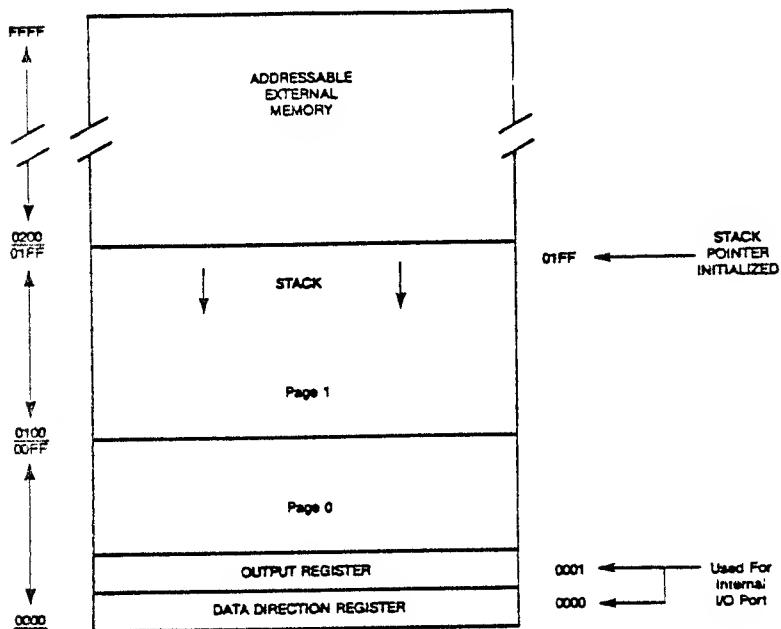 FFFF
ADDRESSABLE
EXTERNAL
MEMORY
0200
01FF
STACK
01FF
STACK
POINTER
INITIALIZED
Page 1
0100
00FF
Page 0
OUTPUT REGISTER
0001
DATA DIRECTION REGISTER
0000
Used For
Internal
I/O Port
0000